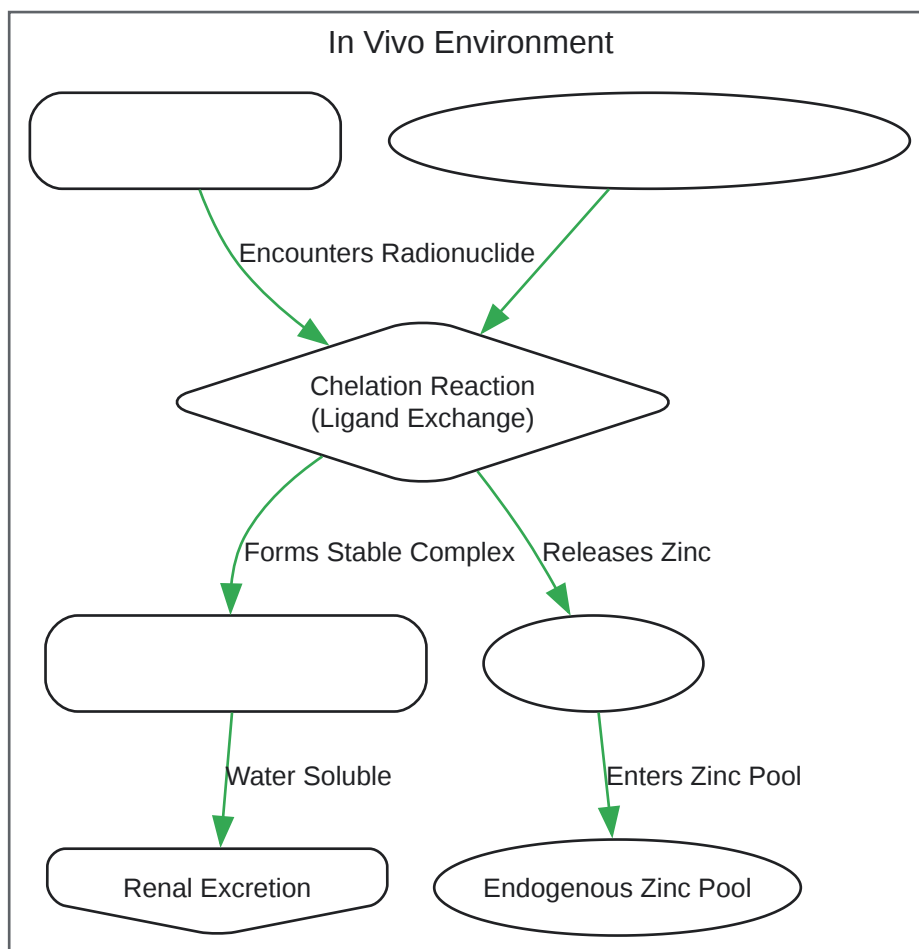 In Vivo Environment
Encounters Radionuclide
Chelation Reaction
(Ligand Exchange)
Forms Stable Complex
Releases Zinc
Water Soluble
Enters Zinc Pool
Renal Excretion
Endogenous Zinc Pool